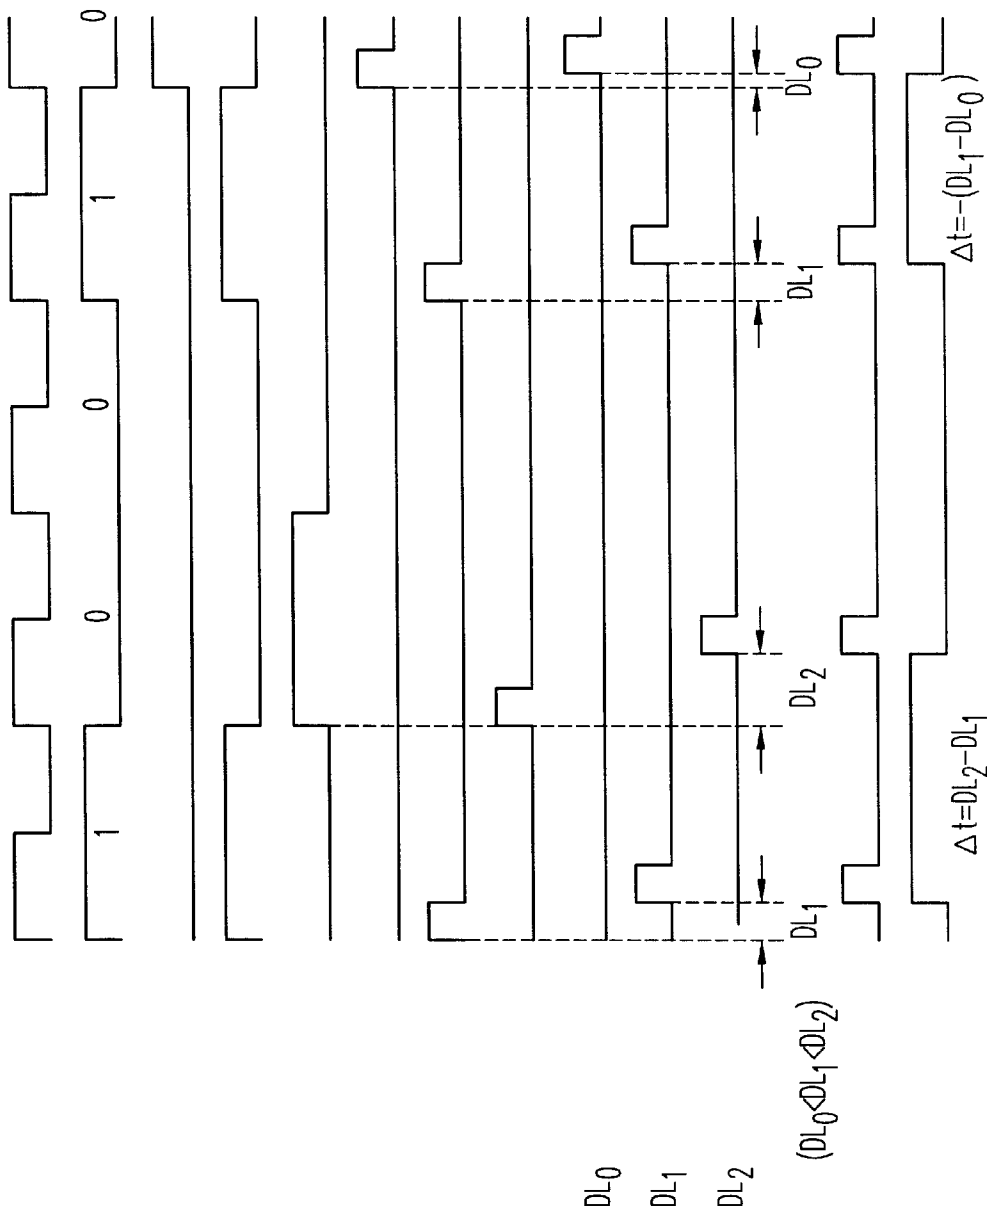 1 0 0 1 0
DL0
DL1
DL2
(DL0<DL1<DL2)
DL1 DL2 DL1 DL0
Δt=DL2-DL1 Δt=-(DL1-DL0)